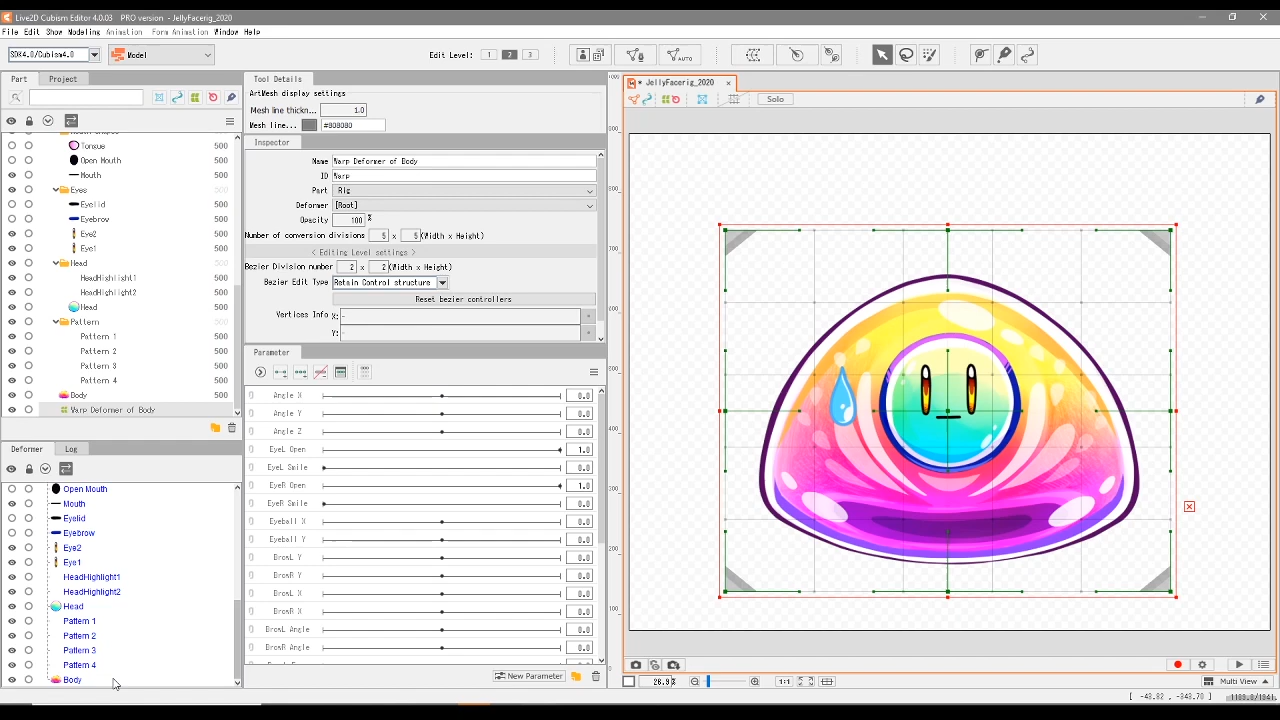 Live2D Cubism Editor 4.0.03 PRO version - JellyFacerig_2020
File Edit Show Modeling Animation Form Animation Window Help
SDK4.0/Cubism4.0 Model Edit Level: 1 2 3 AUTO
Part Project
500
Tongue 500
Open Mouth 500
Mouth 500
Eyes 500
Eyelid 500
Eyebrow 500
Eye2 500
Eye1 500
Head 500
HeadHighlight1 500
HeadHighlight2 500
Head 500
Pattern 500
Pattern 1 500
Pattern 2 500
Pattern 3 500
Pattern 4 500
Body 500
Warp Deformer of Body
Deformer Log
Open Mouth
Mouth
Eyelid
Eyebrow
Eye2
Eye1
HeadHighlight1
HeadHighlight2
Head
Pattern 1
Pattern 2
Pattern 3
Pattern 4
Body
Tool Details
ArtMesh display settings
Mesh line thickn... 1.0
Mesh line... #808080
Inspector
Name Warp Deformer of Body
ID Warp
Part Rig
Deformer [Root]
Opacity 100 %
Number of conversion divisions 5 x 5 (Width x Height)
< Editing Level settings >
Bezier Division number 2 x 2 (Width x Height)
Bezier Edit Type Retain Control structure
Reset bezier controllers
Vertices Info X: -
Y: -
Parameter
Angle X 0.0
Angle Y 0.0
Angle Z 0.0
EyeL Open 1.0
EyeL Smile 0.0
EyeR Open 1.0
EyeR Smile 0.0
Eyeball X 0.0
Eyeball Y 0.0
BrowL Y 0.0
BrowR Y 0.0
BrowL X 0.0
BrowR X 0.0
BrowL Angle 0.0
BrowR Angle 0.0
New Parameter
* JellyFacerig_2020
Solo
1:1
Multi View
[ -43.82 , -343.70 ]